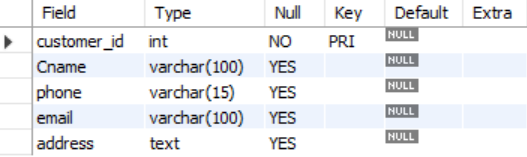 Field Type Null Key Default Extra
customer_id int NO PRI NULL
Cname varchar(100) YES NULL
phone varchar(15) YES NULL
email varchar(100) YES NULL
address text YES NULL